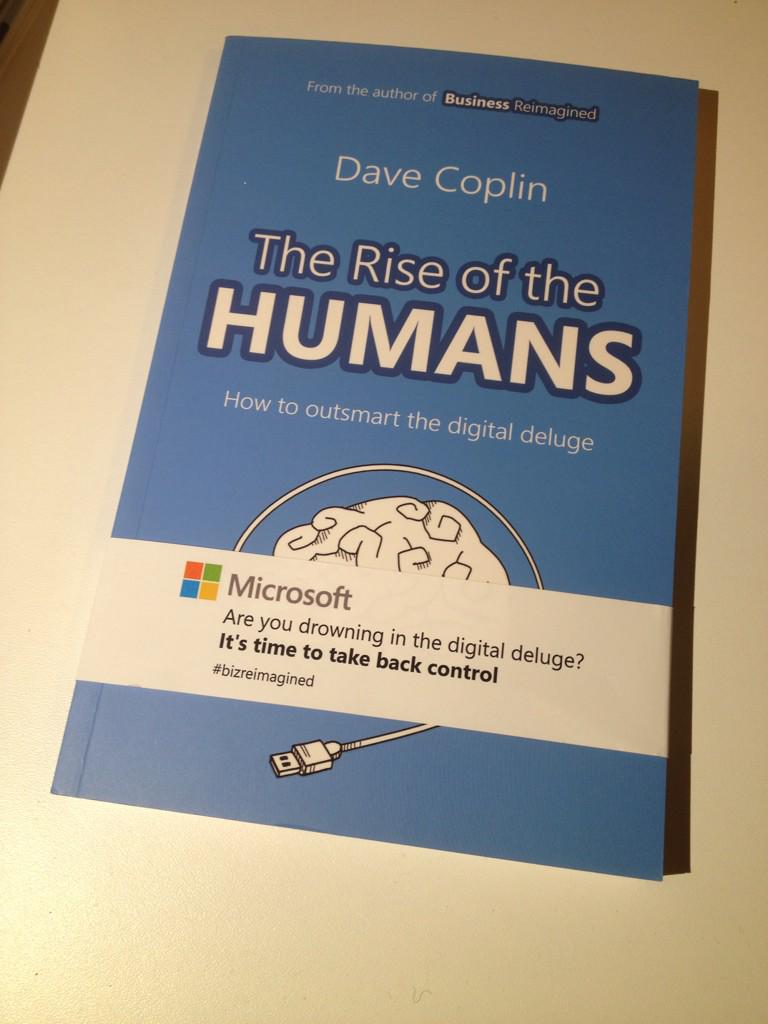 From the author of Business Reimagined
Dave Coplin
The Rise of the
HUMANS
How to outsmart the digital deluge
Microsoft
Are you drowning in the digital deluge?
It's time to take back control
#bizreimagined